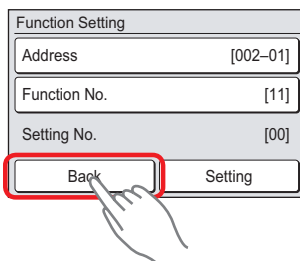 Function Setting
Address [002–01]
Function No. [11]
Setting No. [00]
Back Setting